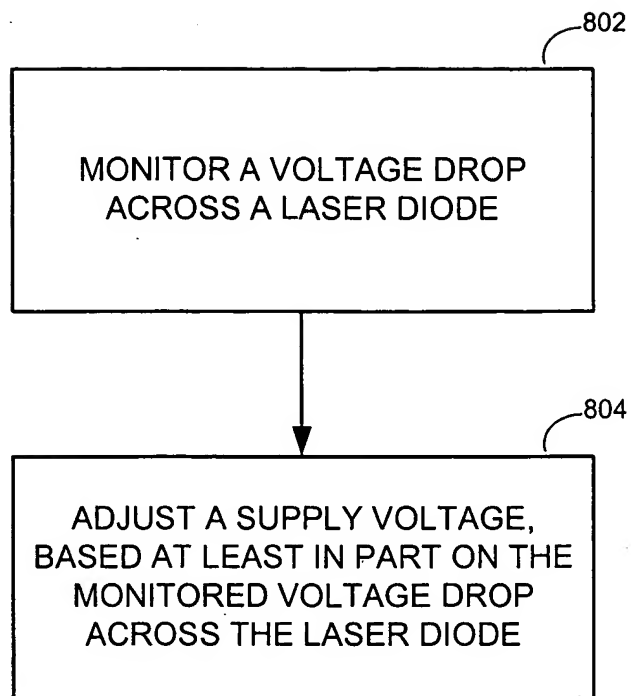 802
MONITOR A VOLTAGE DROP
ACROSS A LASER DIODE
804
ADJUST A SUPPLY VOLTAGE,
BASED AT LEAST IN PART ON THE
MONITORED VOLTAGE DROP
ACROSS THE LASER DIODE